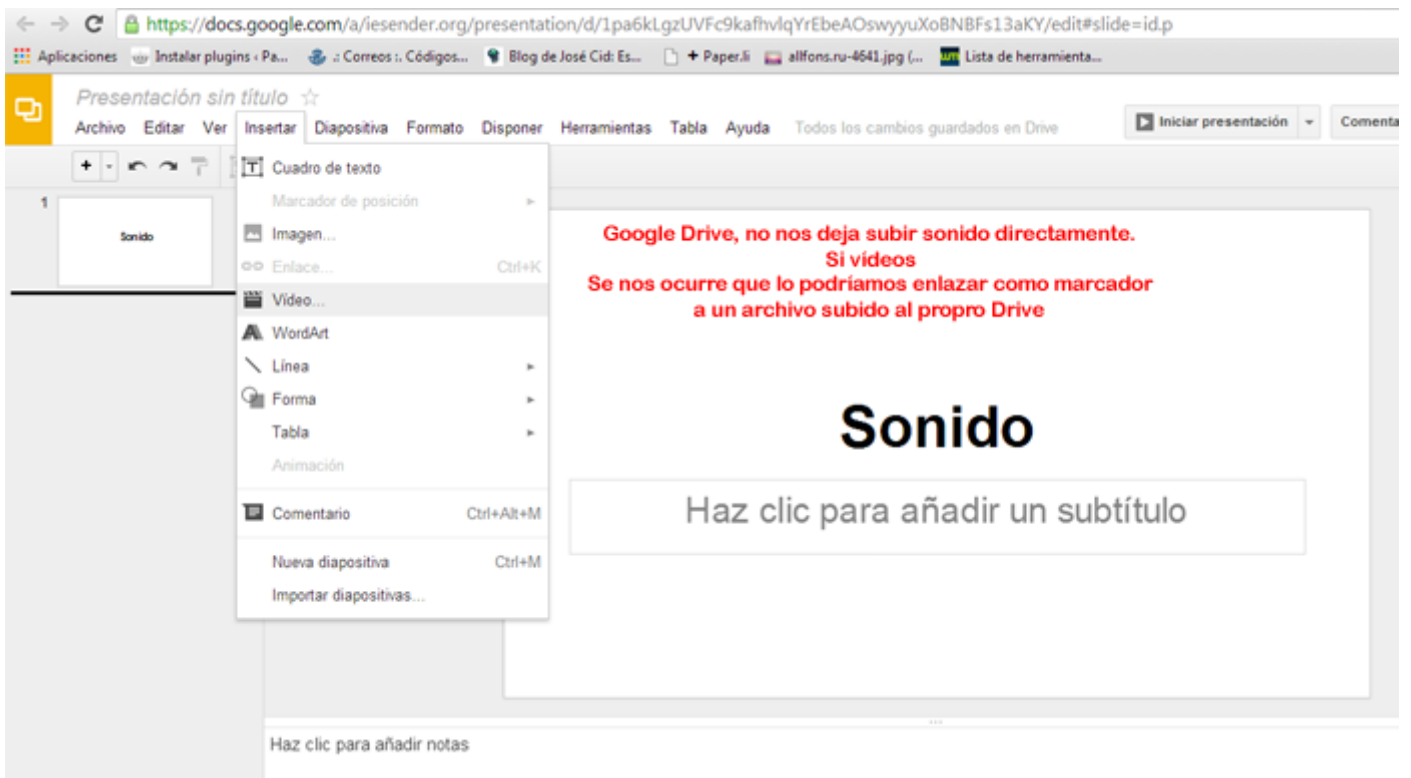 https://docs.google.com/a/iesender.org/presentation/d/1pa6kLgzUVFc9kafhvlqYrEbeAOswyyuXoBNBFs13aKY/edit#slide=id.p
Aplicaciones Instalar plugins ‹ Pa... .: Correos :. Códigos... Blog de José Cid: Es... + Paper.li allfons.ru-4641.jpg (... Lista de herramienta...
Presentación sin título
Archivo Editar Ver Insertar Diapositiva Formato Disponer Herramientas Tabla Ayuda Todos los cambios guardados en Drive Iniciar presentación Comenta
Cuadro de texto
Marcador de posición
Imagen...
Enlace... Ctrl+K
Vídeo...
WordArt
Línea
Forma
Tabla
Animación
Comentario Ctrl+Alt+M
Nueva diapositiva Ctrl+M
Importar diapositivas...
1
Sonido
Google Drive, no nos deja subir sonido directamente.
Si vídeos
Se nos ocurre que lo podríamos enlazar como marcador
a un archivo subido al propro Drive
Sonido
Haz clic para añadir un subtítulo
Haz clic para añadir notas